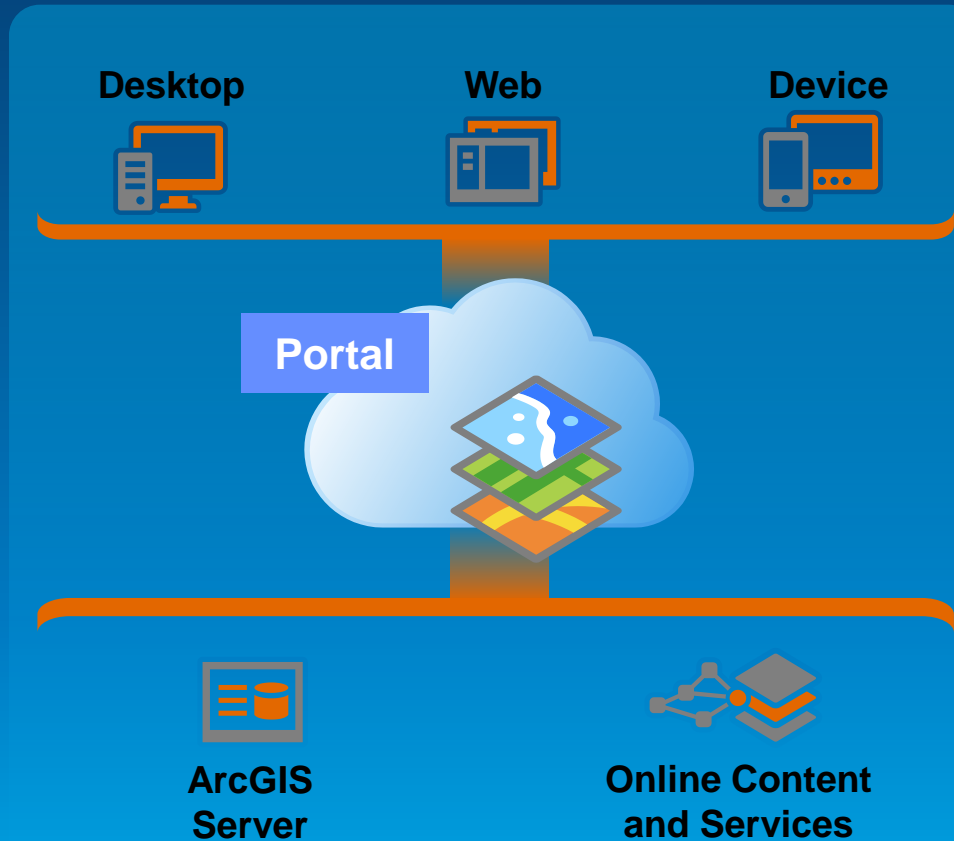 Desktop
Web
Device
Portal
ArcGIS
Server
Online Content
and Services